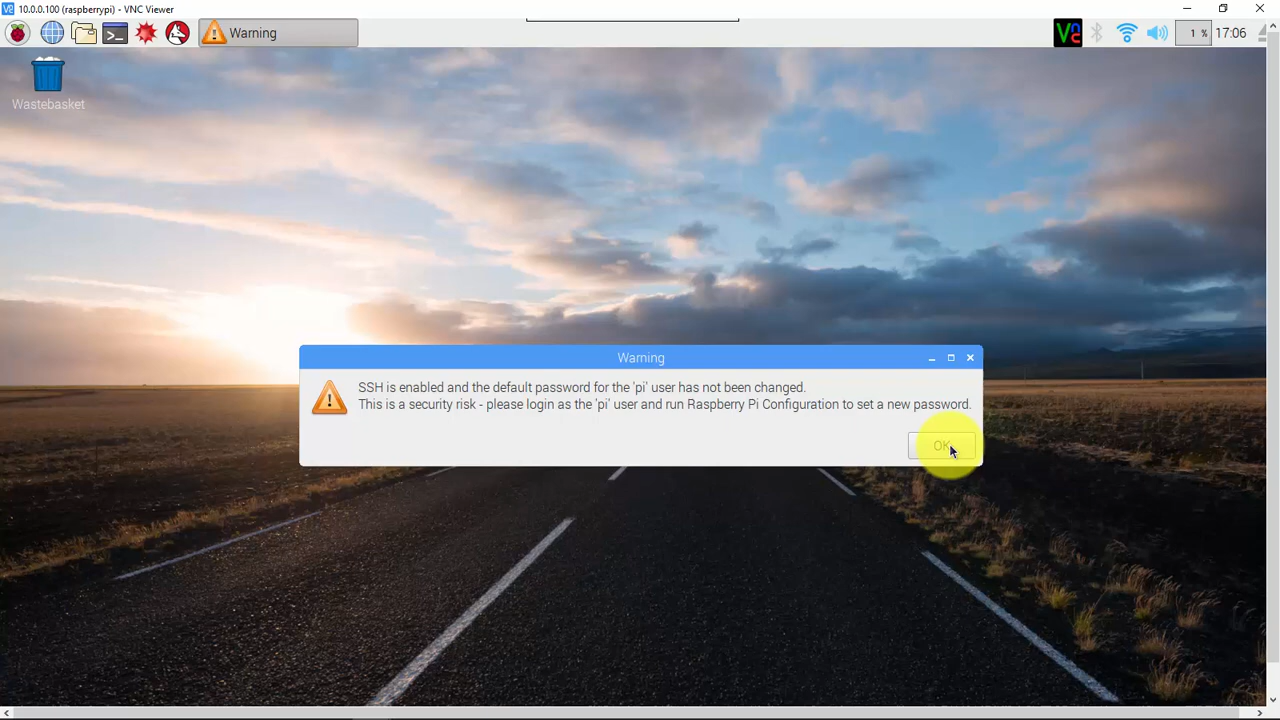 10.0.0.100 (raspberrypi) - VNC Viewer
Warning
1 %
17:06
Wastebasket
Warning
SSH is enabled and the default password for the 'pi' user has not been changed.
This is a security risk - please login as the 'pi' user and run Raspberry Pi Configuration to set a new password.
OK